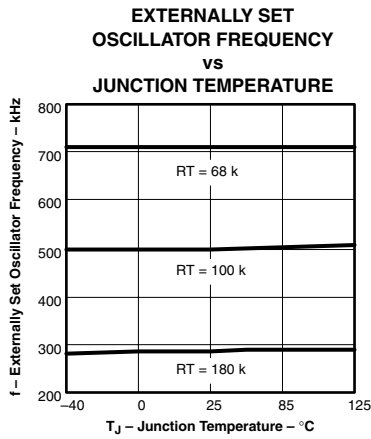 EXTERNALLY SET
OSCILLATOR FREQUENCY
vs
JUNCTION TEMPERATURE
f – Externally Set Oscillator Frequency – kHz
800
700
600
500
400
300
200
RT = 68 k
RT = 100 k
RT = 180 k
–40 0 25 85 125
TJ – Junction Temperature – °C